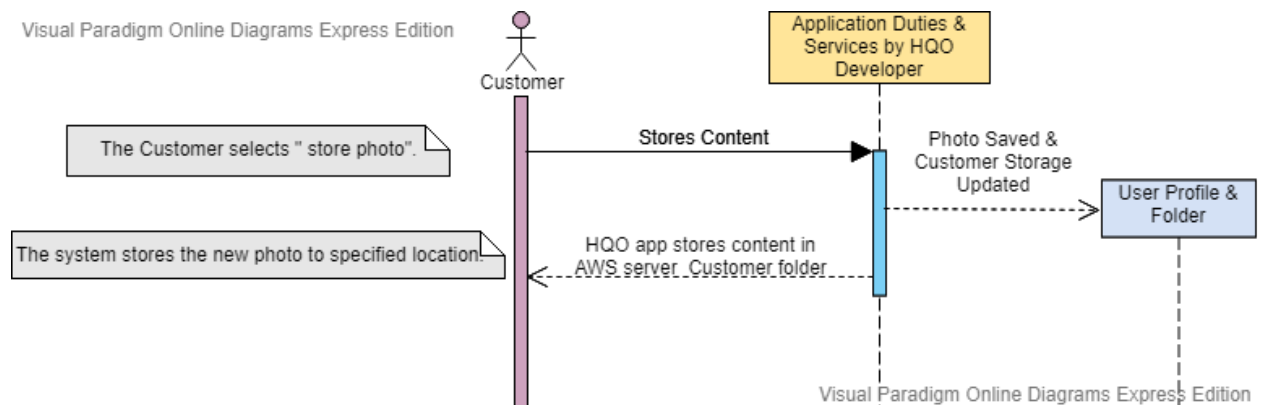 Visual Paradigm Online Diagrams Express Edition
Customer
Application Duties &
Services by HQO
Developer
The Customer selects " store photo".
Stores Content
Photo Saved &
Customer Storage
Updated
User Profile &
Folder
The system stores the new photo to specified location.
HQO app stores content in
AWS server Customer folder
Visual Paradigm Online Diagrams Express Edition